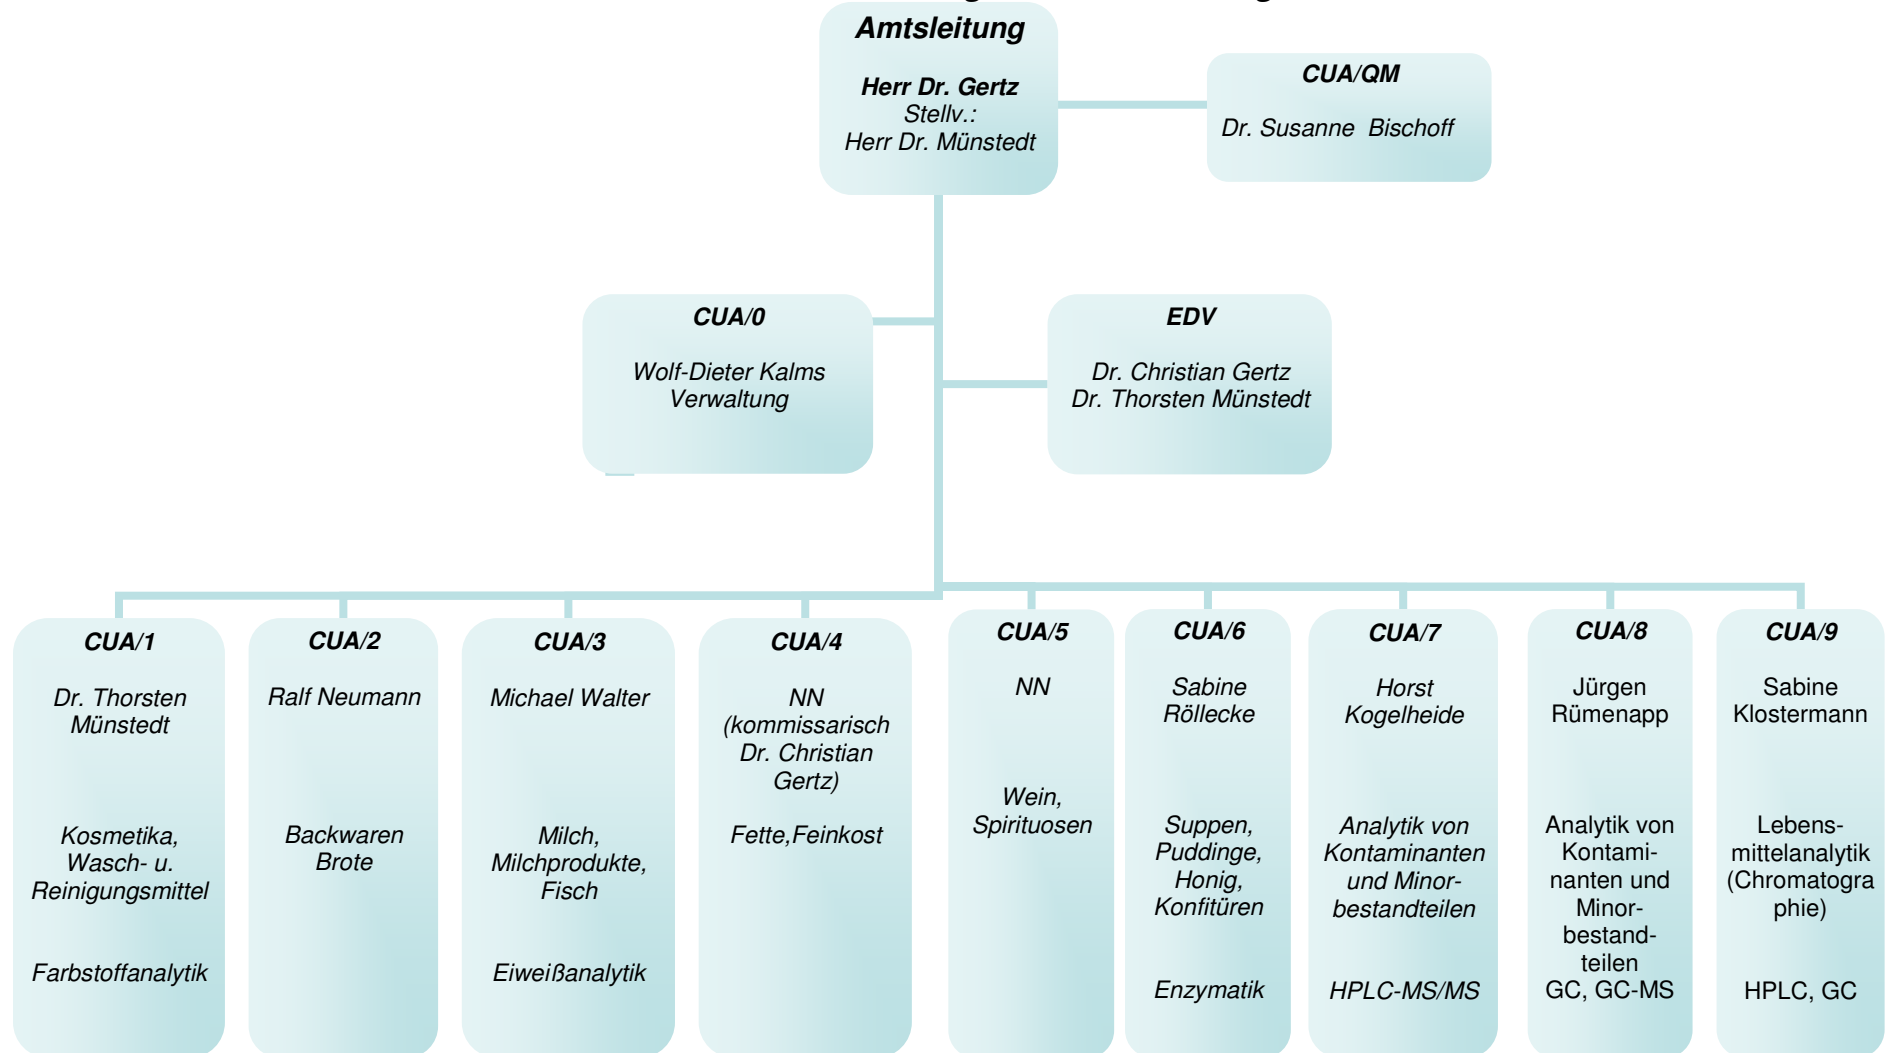 Amtsleitung
Herr Dr. Gertz
Stellv.:
Herr Dr. Münstedt
CUA/QM
Dr. Susanne Bischoff
CUA/0
Wolf-Dieter Kalms
Verwaltung
EDV
Dr. Christian Gertz
Dr. Thorsten Münstedt
CUA/1
Dr. Thorsten
Münstedt
Kosmetika,
Wasch- u.
Reinigungsmittel
Farbstoffanalytik
CUA/2
Ralf Neumann
Backwaren
Brote
CUA/3
Michael Walter
Milch,
Milchprodukte,
Fisch
Eiweißanalytik
CUA/4
NN
(kommissarisch
Dr. Christian
Gertz)
Fette,Feinkost
CUA/5
NN
Wein,
Spirituosen
CUA/6
Sabine
Röllecke
Suppen,
Puddinge,
Honig,
Konfitüren
Enzymatik
CUA/7
Horst
Kogelheide
Analytik von
Kontaminanten
und Minor-
bestandteilen
HPLC-MS/MS
CUA/8
Jürgen
Rümenapp
Analytik von
Kontami-
nanten und
Minor-
bestand-
teilen
GC, GC-MS
CUA/9
Sabine
Klostermann
Lebens-
mittelanalytik
(Chromatogra
phie)
HPLC, GC